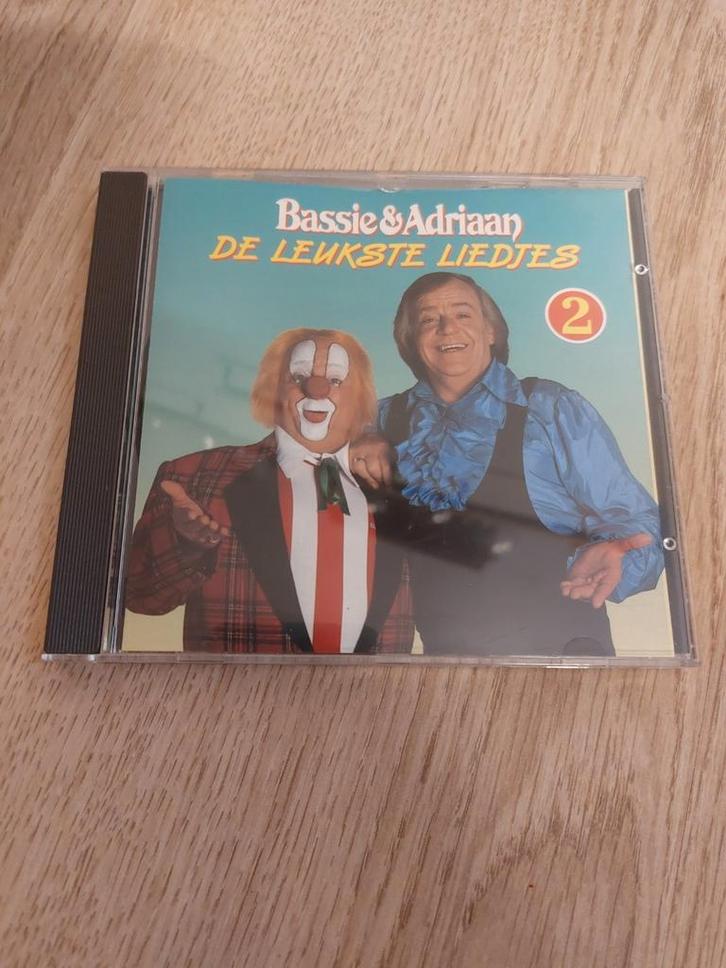 Bassie & Adriaan
DE LEUKSTE LIEDJES
2